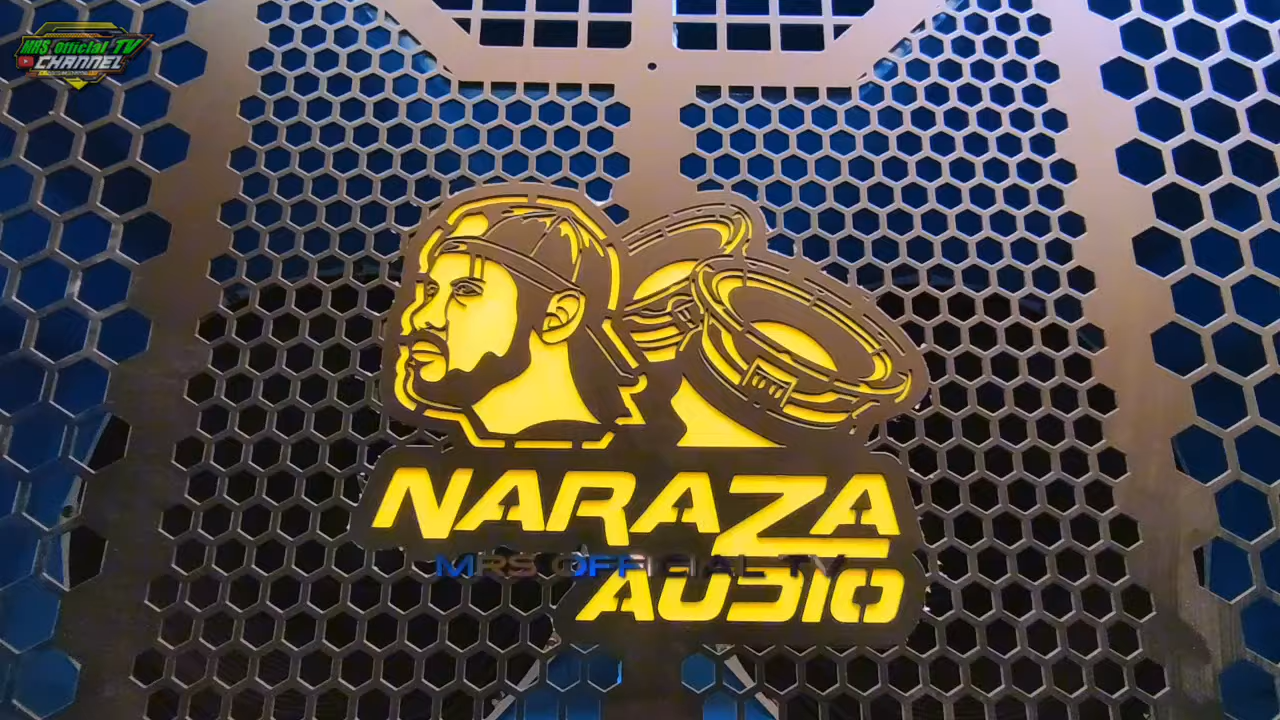 MRS Official TV
CHANNEL
NARAZA
MRS OFFICIAL TV
AUDIO